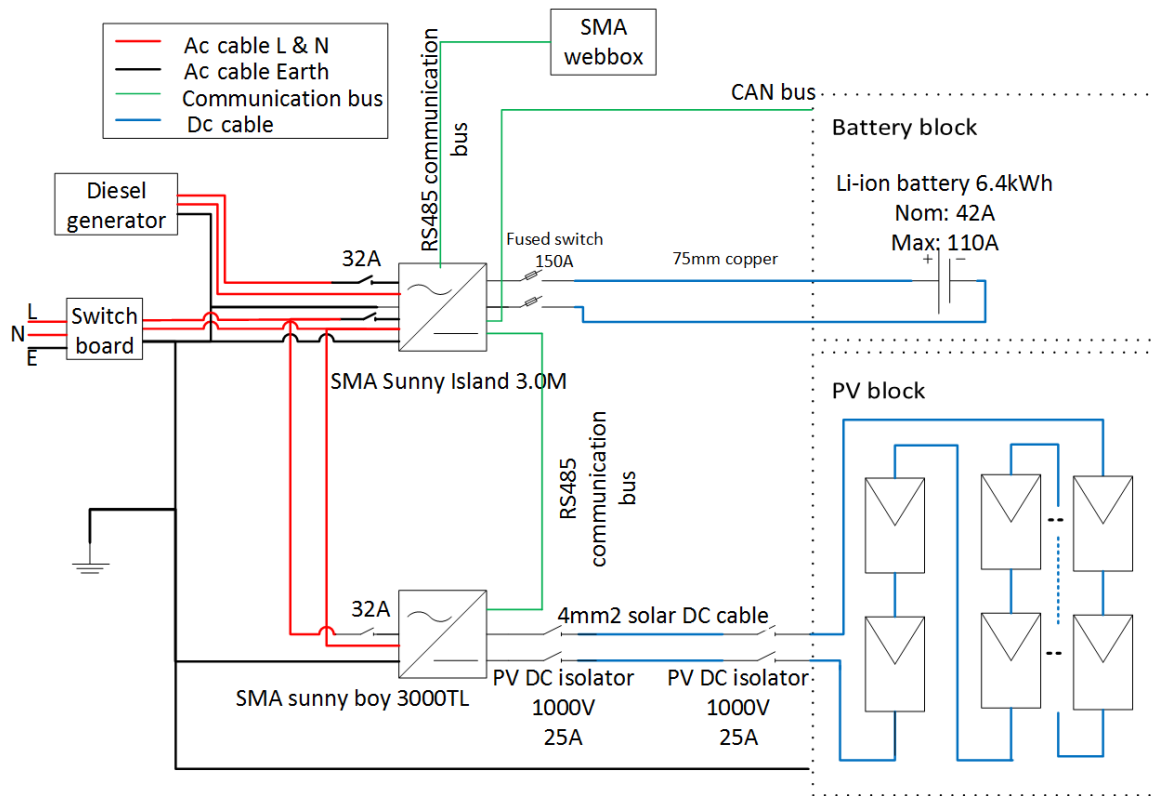 SMA
webbox
Ac cable L & N
Ac cable Earth
Communication bus
Dc cable
CAN bus
Battery block
RS485 communication
bus
Diesel
generator
Li-ion battery 6.4kWh
Nom: 42A
Max: 110A
+
−
32A
Fused switch
150A
75mm copper
L
N
E
Switch
board
SMA Sunny Island 3.0M
PV block
RS485
communication
bus
32A
4mm2 solar DC cable
SMA sunny boy 3000TL
PV DC isolator
1000V
25A
PV DC isolator
1000V
25A